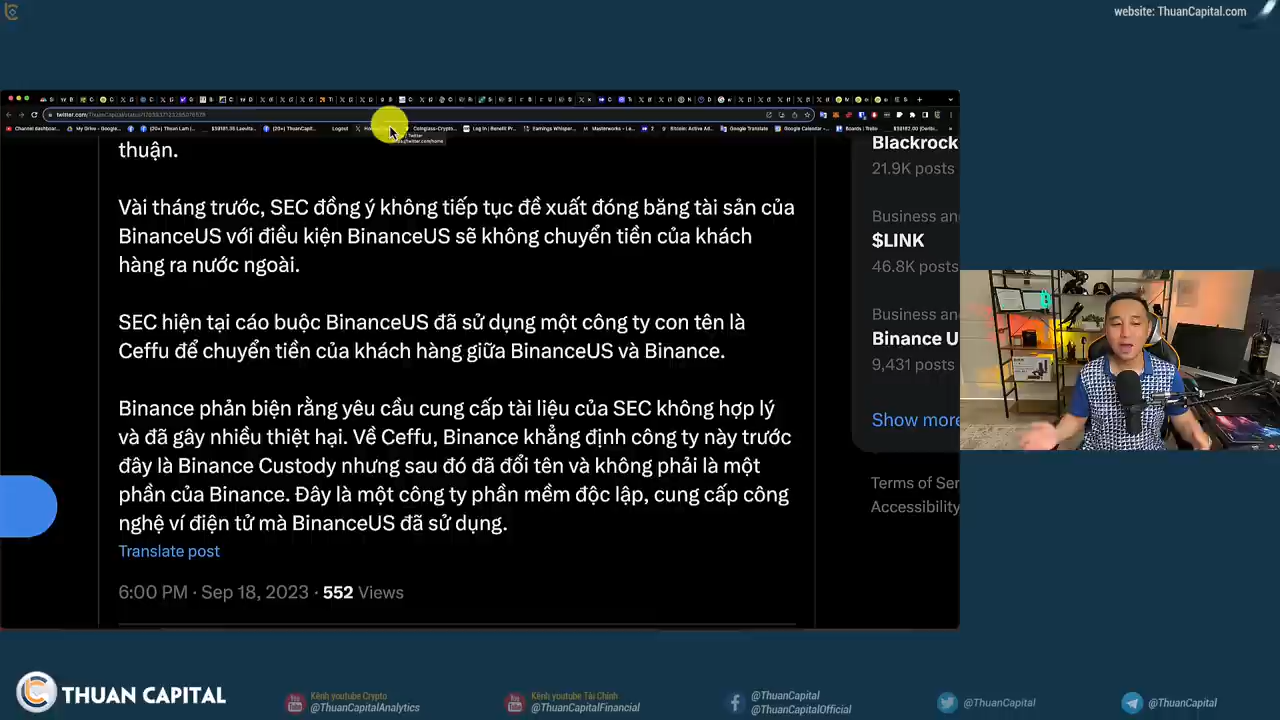 website: ThuanCapital.com
thuận.
Vài tháng trước, SEC đồng ý không tiếp tục đề xuất đóng băng tài sản của
BinanceUS với điều kiện BinanceUS sẽ không chuyển tiền của khách
hàng ra nước ngoài.
SEC hiện tại cáo buộc BinanceUS đã sử dụng một công ty con tên là
Ceffu để chuyển tiền của khách hàng giữa BinanceUS và Binance.
Binance phản biện rằng yêu cầu cung cấp tài liệu của SEC không hợp lý
và đã gây nhiều thiệt hại. Về Ceffu, Binance khẳng định công ty này trước
đây là Binance Custody nhưng sau đó đã đổi tên và không phải là một
phần của Binance. Đây là một công ty phần mềm độc lập, cung cấp công
nghệ ví điện tử mà BinanceUS đã sử dụng.
Translate post
6:00 PM · Sep 18, 2023 · 552 Views
Blackrock
21.9K posts
Business an
$LINK
46.8K posts
Business an
Binance U
9,431 posts
Show more
Terms of Ser
Accessibility
THUAN CAPITAL
Kênh youtube Crypto
@ThuanCapitalAnalytics
Kênh youtube Tài Chính
@ThuanCapitalFinancial
@ThuanCapital
@ThuanCapitalOfficial
@ThuanCapital
@ThuanCapital